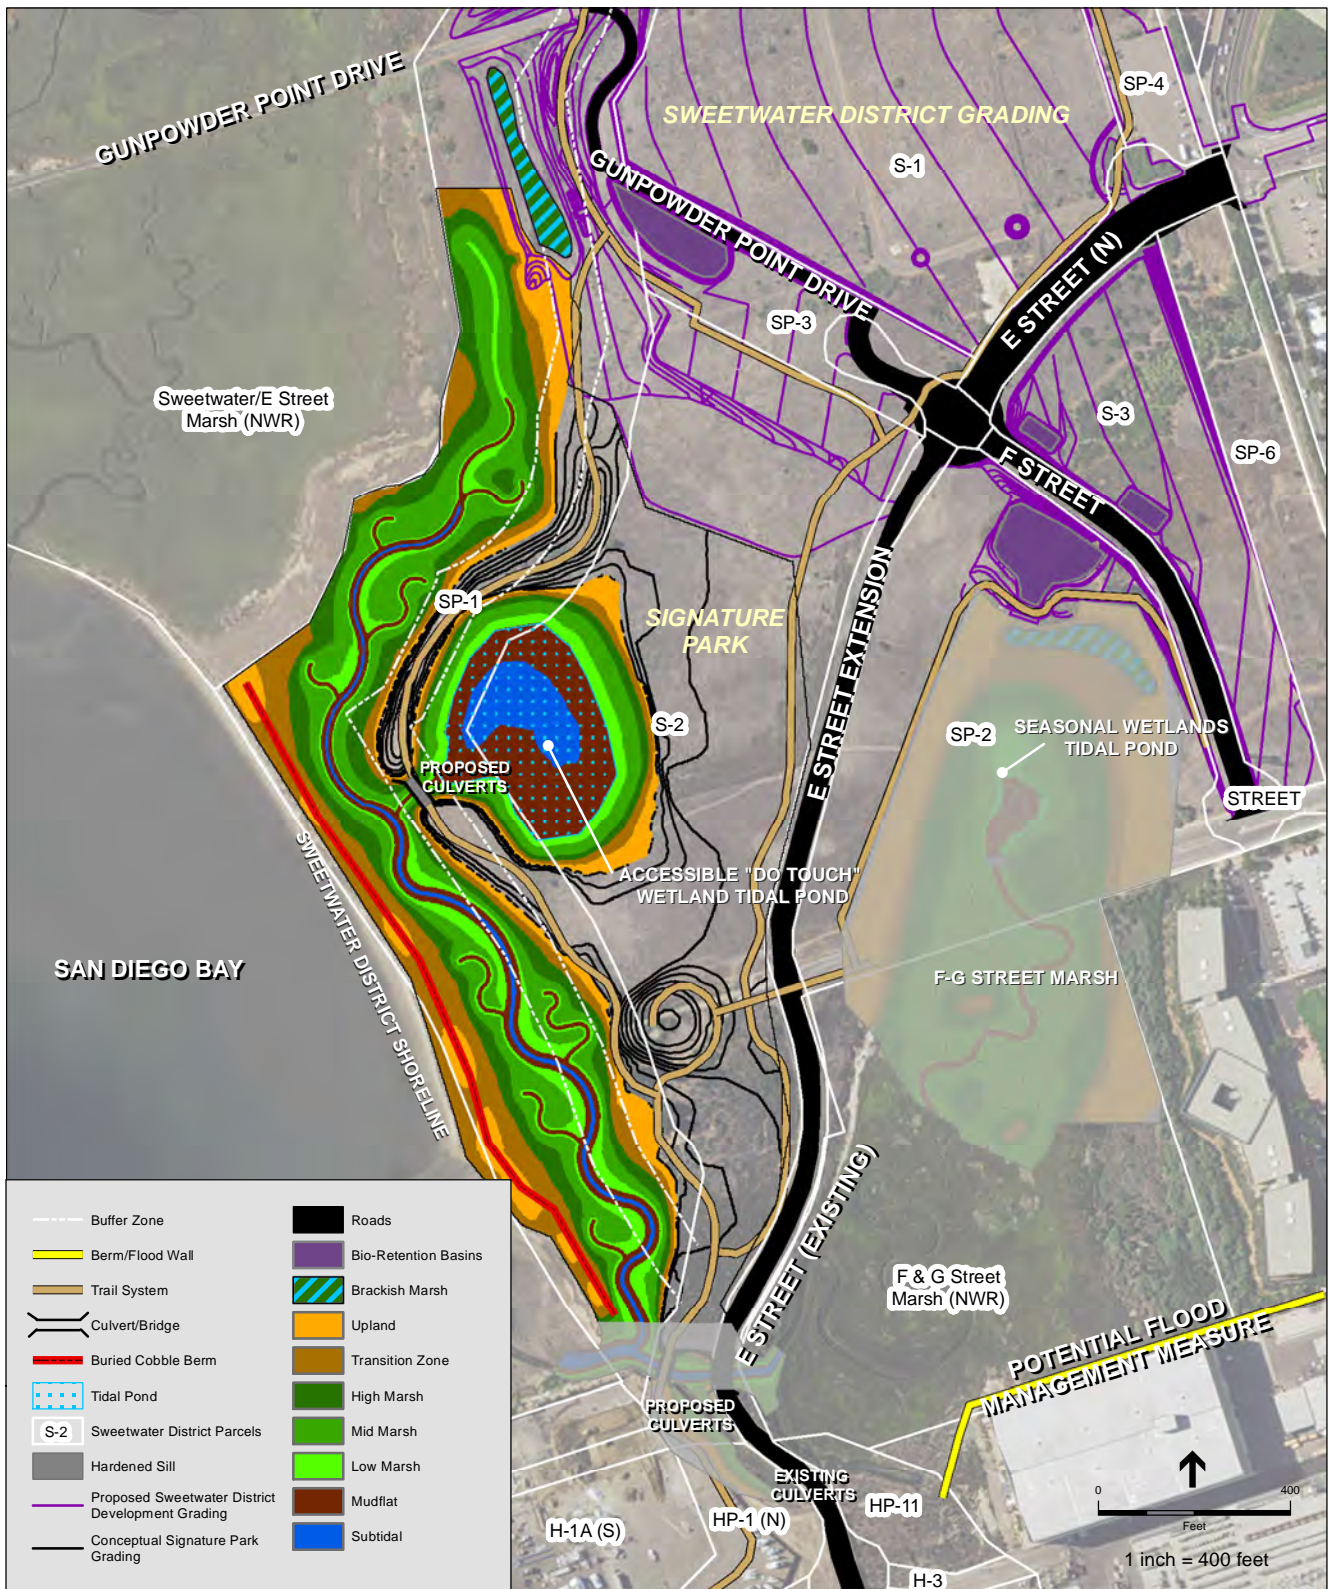 GUNPOWDER POINT DRIVE
SP-4
SWEETWATER DISTRICT GRADING
S-1
GUNPOWDER POINT DRIVE
E STREET (N)
SP-3
Sweetwater/E Street
Marsh (NWR)
S-3
SP-6
F STREET
SP-1
SIGNATURE
PARK
E STREET EXTENSION
S-2
SP-2
SEASONAL WETLANDS
TIDAL POND
PROPOSED
CULVERTS
STREET
SWEETWATER DISTRICT SHORELINE
ACCESSIBLE "DO TOUCH"
WETLAND TIDAL POND
SAN DIEGO BAY
F-G STREET MARSH
E STREET (EXISTING)
F & G Street
Marsh (NWR)
POTENTIAL FLOOD
MANAGEMENT MEASURE
PROPOSED
CULVERTS
EXISTING
CULVERTS
HP-11
HP-1 (N)
H-1A (S)
H-3
Buffer Zone
Berm/Flood Wall
Trail System
Culvert/Bridge
Buried Cobble Berm
Tidal Pond
S-2
Sweetwater District Parcels
Hardened Sill
Proposed Sweetwater District
Development Grading
Conceptual Signature Park
Grading
Roads
Bio-Retention Basins
Brackish Marsh
Upland
Transition Zone
High Marsh
Mid Marsh
Low Marsh
Mudflat
Subtidal
0 400
Feet
1 inch = 400 feet